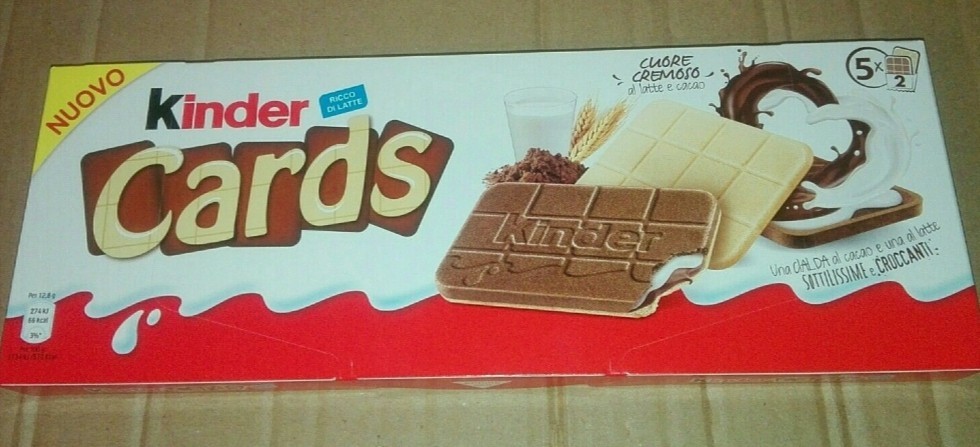 NUOVO
Kinder
RICCO
DI LATTE
Cards
CUORE
CREMOSO
al latte e cacao
5x
2
Kinder
Una CIALDA al cacao e una al latte
SOTTILISSIME e CROCCANTI
Per 12,8 g
274 kJ
66 kcal
3%*